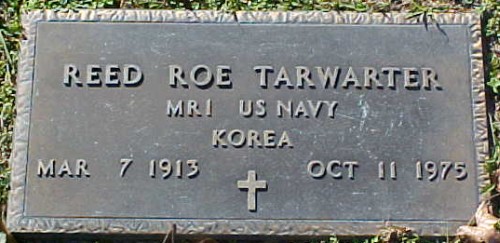 REED ROE TARWARTER
MR1 US NAVY
KOREA
MAR 7 1913 OCT 11 1975